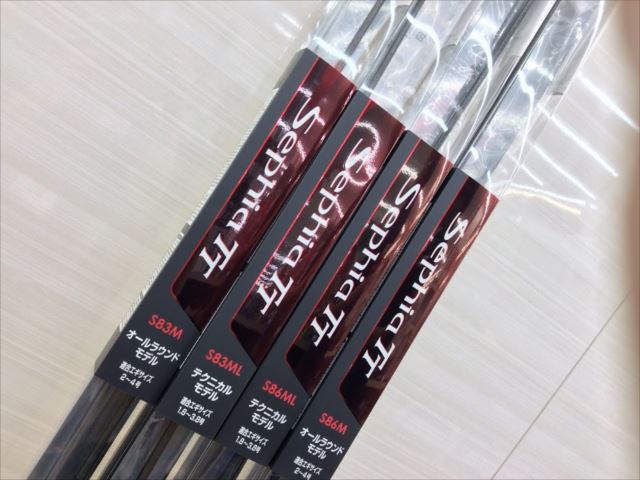 Sephia TT
S83M
オールラウンド
モデル
適合エギサイズ
2~4号
Sephia TT
S83ML
テクニカル
モデル
適合エギサイズ
1.8~3.8号
Sephia TT
S86ML
テクニカル
モデル
適合エギサイズ
1.8~3.8号
Sephia TT
S86M
オールラウンド
モデル
適合エギサイズ
2~4号